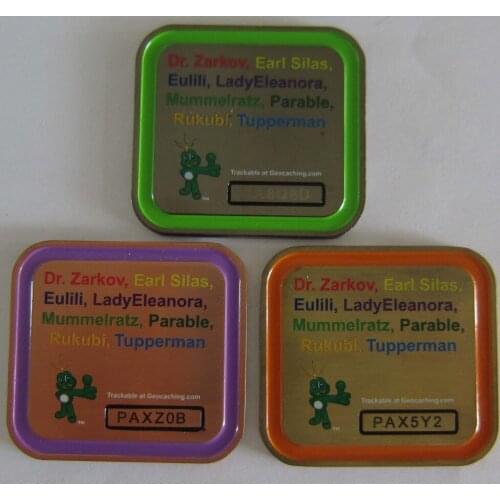 Dr. Zarkov, Earl Silas,
Eulili, LadyEleanora,
Mummelratz, Parable,
Rukubi, Tupperman
Trackable at Geocaching.com
Dr. Zarkov, Earl Silas,
Eulili, LadyEleanora,
Mummelratz, Parable,
Rukubi, Tupperman
Trackable at Geocaching.com
PAXZ0B
TM
Dr. Zarkov, Earl Silas,
Eulili, LadyEleanora,
Mummelratz, Parable,
Rukubi, Tupperman
Trackable at Geocaching.com
PAX5Y2
TM